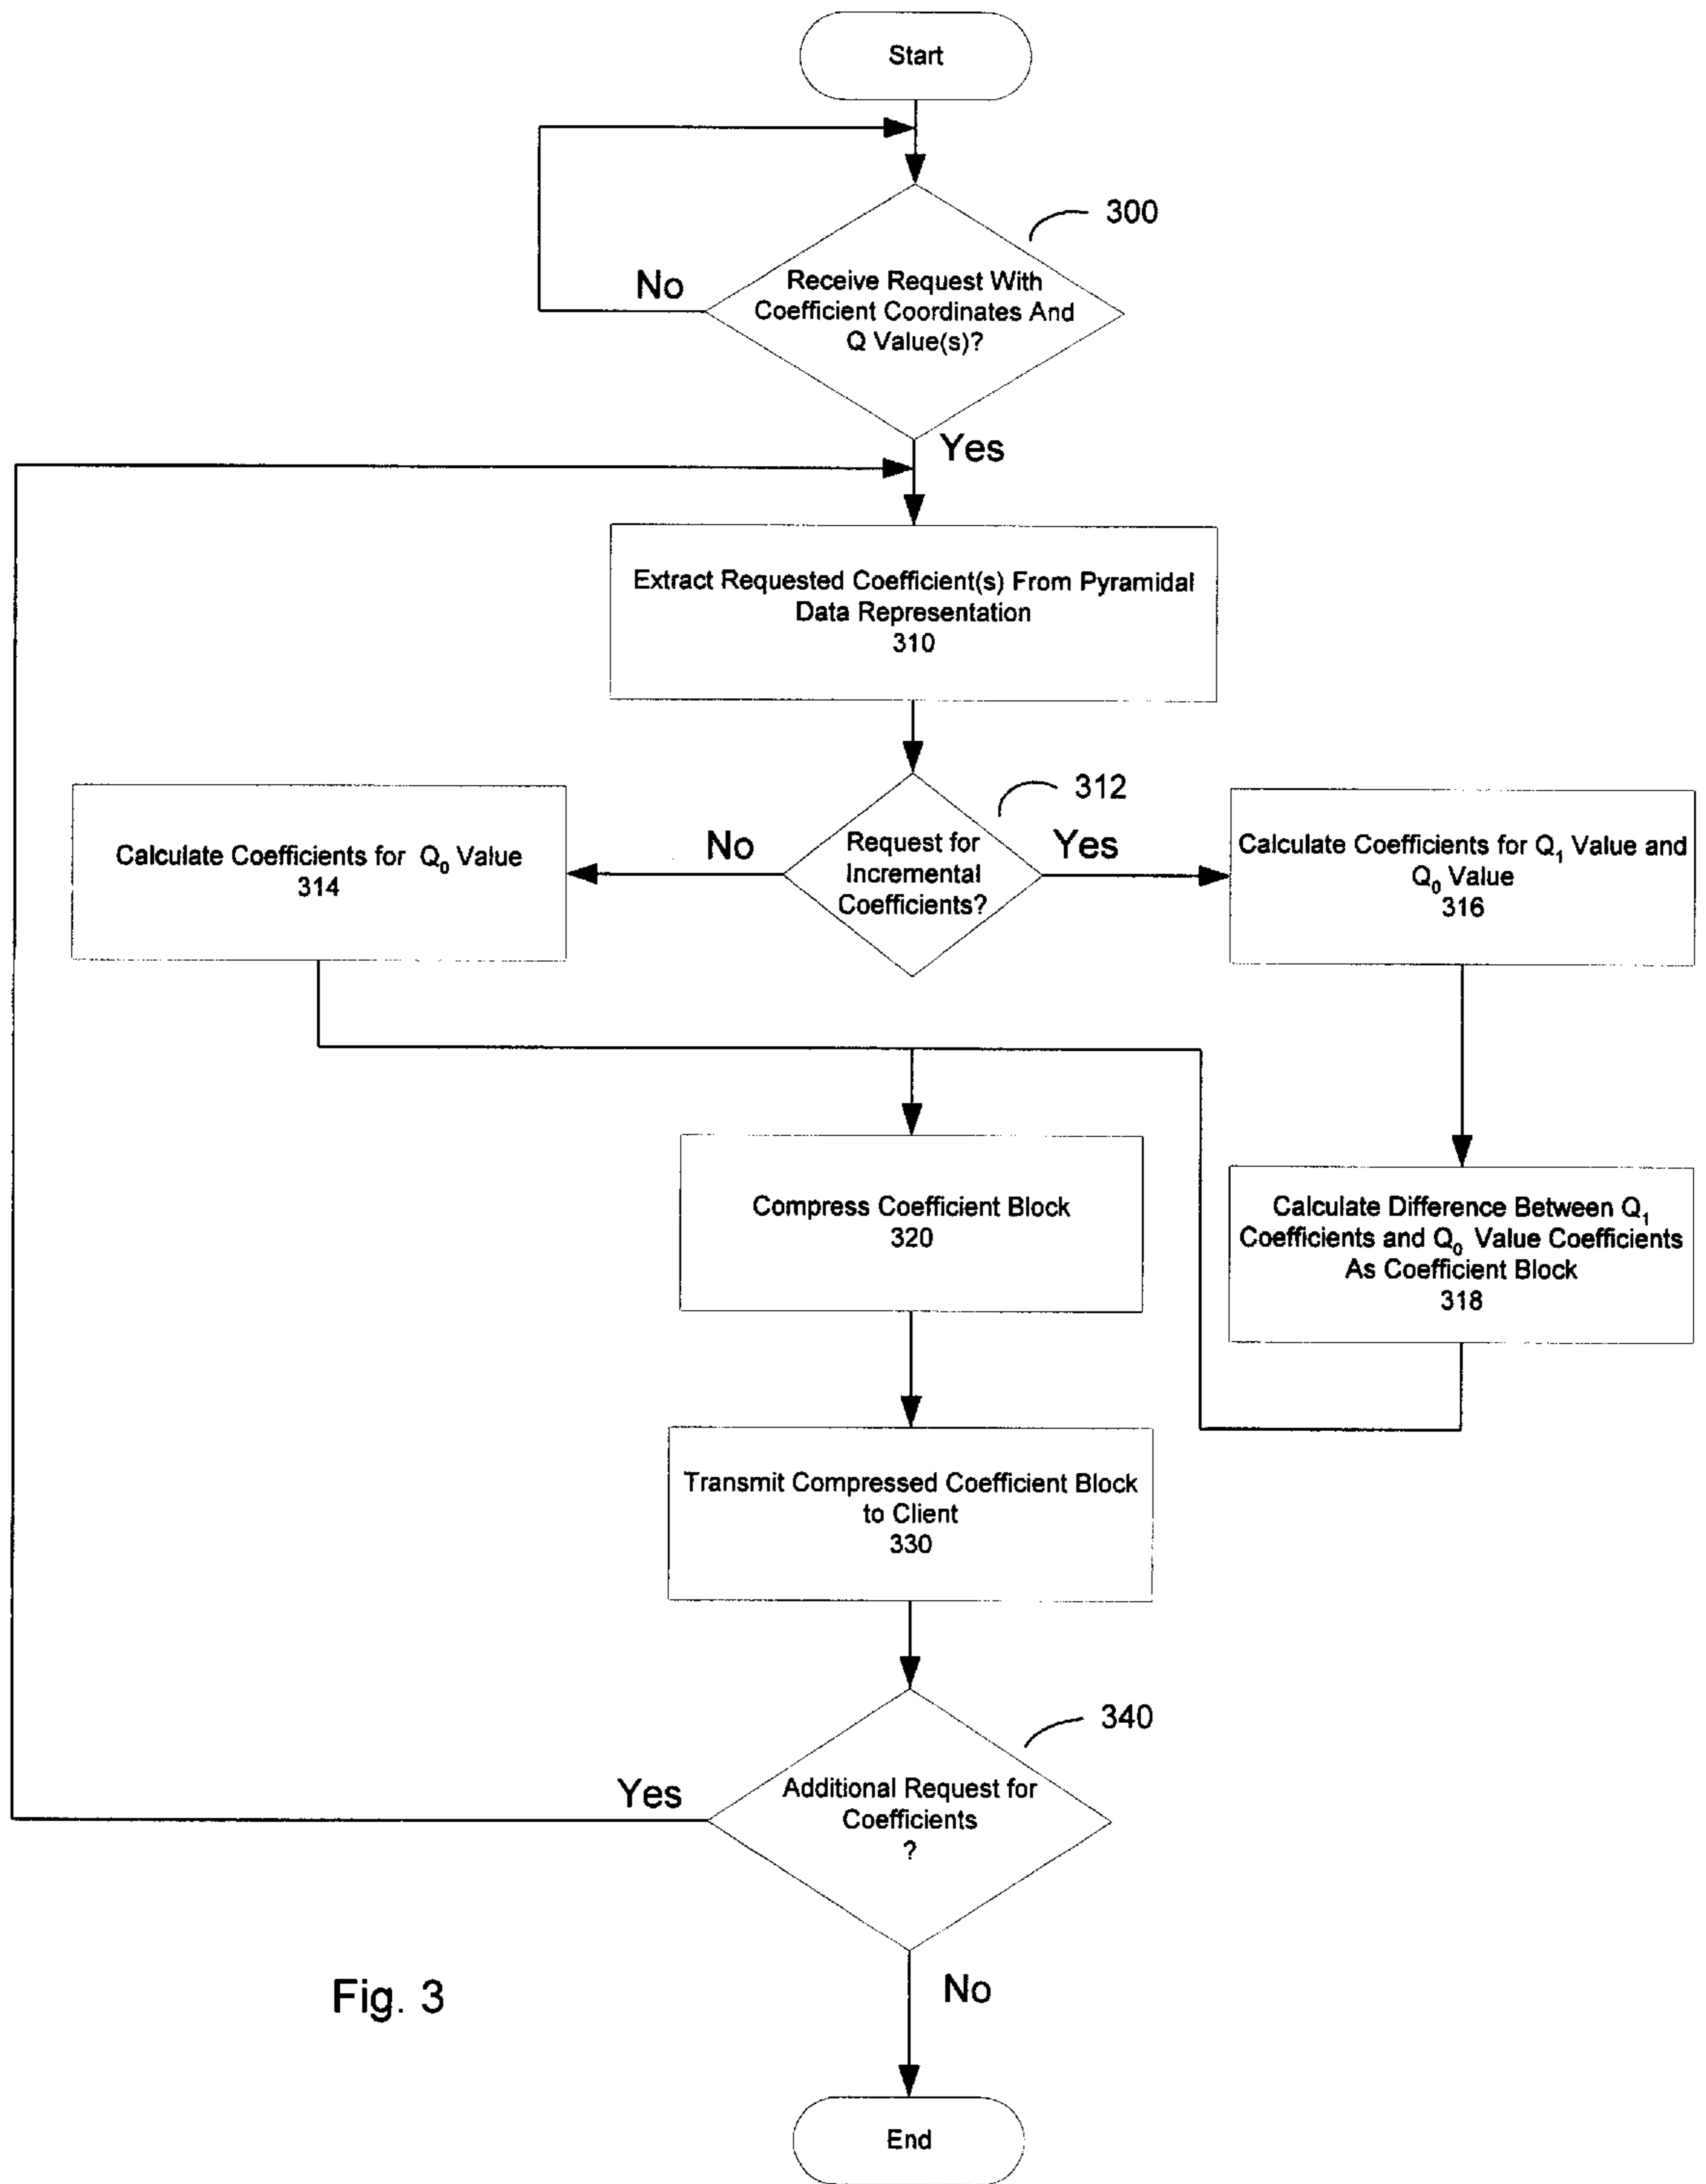 Start
300
Receive Request With
Coefficient Coordinates And
Q Value(s)?
No
Yes
Extract Requested Coefficient(s) From Pyramidal
Data Representation
310
312
Request for
Incremental
Coefficients?
No
Yes
Calculate Coefficients for Q₀ Value
314
Calculate Coefficients for Q₁ Value and
Q₀ Value
316
Compress Coefficient Block
320
Calculate Difference Between Q₁
Coefficients and Q₀ Value Coefficients
As Coefficient Block
318
Transmit Compressed Coefficient Block
to Client
330
340
Additional Request for
Coefficients
?
Yes
No
Fig. 3
End